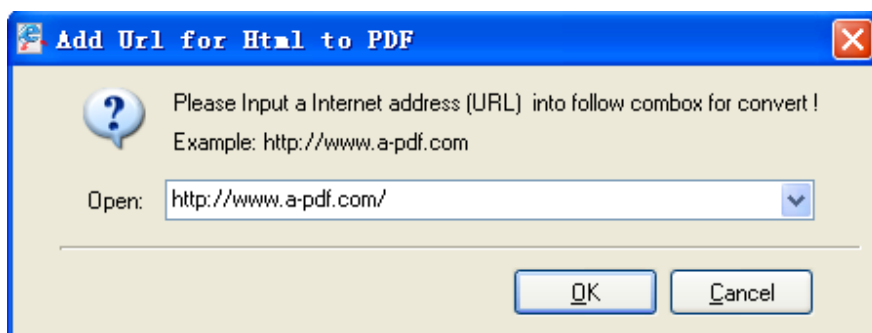 Add Url for Html to PDF
Please Input a Internet address (URL) into follow combox for convert !
Example: http://www.a-pdf.com
Open: http://www.a-pdf.com/
OK Cancel